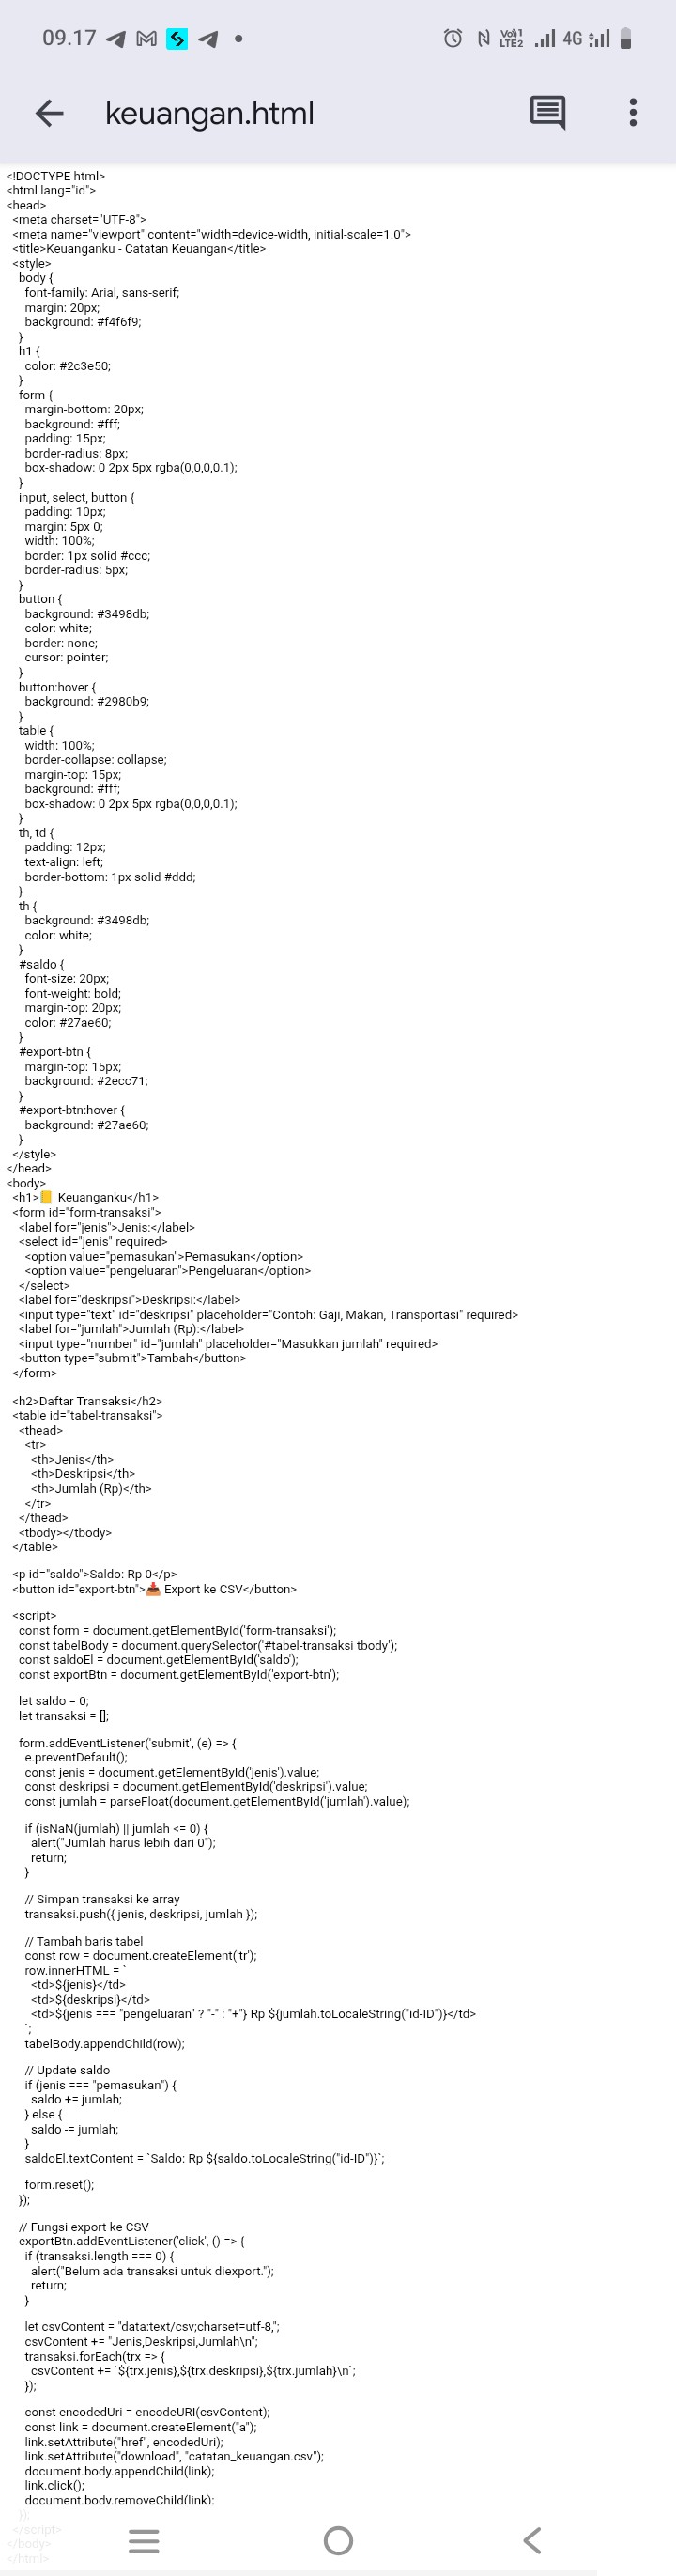 09.17
Vo))1
LTE2
4G
keuangan.html
<!DOCTYPE html>
<html lang="id">
<head>
<meta charset="UTF-8">
<meta name="viewport" content="width=device-width, initial-scale=1.0">
<title>Keuanganku - Catatan Keuangan</title>
<style>
body {
font-family: Arial, sans-serif;
margin: 20px;
background: #f4f6f9;
}
h1 {
color: #2c3e50;
}
form {
margin-bottom: 20px;
background: #fff;
padding: 15px;
border-radius: 8px;
box-shadow: 0 2px 5px rgba(0,0,0,0.1);
}
input, select, button {
padding: 10px;
margin: 5px 0;
width: 100%;
border: 1px solid #ccc;
border-radius: 5px;
}
button {
background: #3498db;
color: white;
border: none;
cursor: pointer;
}
button:hover {
background: #2980b9;
}
table {
width: 100%;
border-collapse: collapse;
margin-top: 15px;
background: #fff;
box-shadow: 0 2px 5px rgba(0,0,0,0.1);
}
th, td {
padding: 12px;
text-align: left;
border-bottom: 1px solid #ddd;
}
th {
background: #3498db;
color: white;
}
#saldo {
font-size: 20px;
font-weight: bold;
margin-top: 20px;
color: #27ae60;
}
#export-btn {
margin-top: 15px;
background: #2ecc71;
}
#export-btn:hover {
background: #27ae60;
}
</style>
</head>
<body>
<h1>📒 Keuanganku</h1>
<form id="form-transaksi">
<label for="jenis">Jenis:</label>
<select id="jenis" required>
<option value="pemasukan">Pemasukan</option>
<option value="pengeluaran">Pengeluaran</option>
</select>
<label for="deskripsi">Deskripsi:</label>
<input type="text" id="deskripsi" placeholder="Contoh: Gaji, Makan, Transportasi" required>
<label for="jumlah">Jumlah (Rp):</label>
<input type="number" id="jumlah" placeholder="Masukkan jumlah" required>
<button type="submit">Tambah</button>
</form>
<h2>Daftar Transaksi</h2>
<table id="tabel-transaksi">
<thead>
<tr>
<th>Jenis</th>
<th>Deskripsi</th>
<th>Jumlah (Rp)</th>
</tr>
</thead>
<tbody></tbody>
</table>
<p id="saldo">Saldo: Rp 0</p>
<button id="export-btn">📥 Export ke CSV</button>
<script>
const form = document.getElementById('form-transaksi');
const tabelBody = document.querySelector('#tabel-transaksi tbody');
const saldoEl = document.getElementById('saldo');
const exportBtn = document.getElementById('export-btn');
let saldo = 0;
let transaksi = [];
form.addEventListener('submit', (e) => {
e.preventDefault();
const jenis = document.getElementById('jenis').value;
const deskripsi = document.getElementById('deskripsi').value;
const jumlah = parseFloat(document.getElementById('jumlah').value);
if (isNaN(jumlah) || jumlah <= 0) {
alert("Jumlah harus lebih dari 0");
return;
}
// Simpan transaksi ke array
transaksi.push({ jenis, deskripsi, jumlah });
// Tambah baris tabel
const row = document.createElement('tr');
row.innerHTML = `
<td>${jenis}</td>
<td>${deskripsi}</td>
<td>${jenis === "pengeluaran" ? "-" : "+"} Rp ${jumlah.toLocaleString("id-ID")}</td>
`;
tabelBody.appendChild(row);
// Update saldo
if (jenis === "pemasukan") {
saldo += jumlah;
} else {
saldo -= jumlah;
}
saldoEl.textContent = `Saldo: Rp ${saldo.toLocaleString("id-ID")}`;
form.reset();
});
// Fungsi export ke CSV
exportBtn.addEventListener('click', () => {
if (transaksi.length === 0) {
alert("Belum ada transaksi untuk diexport.");
return;
}
let csvContent = "data:text/csv;charset=utf-8,";
csvContent += "Jenis,Deskripsi,Jumlah\n";
transaksi.forEach(trx => {
csvContent += `${trx.jenis},${trx.deskripsi},${trx.jumlah}\n`;
});
const encodedUri = encodeURI(csvContent);
const link = document.createElement("a");
link.setAttribute("href", encodedUri);
link.setAttribute("download", "catatan_keuangan.csv");
document.body.appendChild(link);
link.click();
document.body.removeChild(link);
});
</script>
</body>
</html>